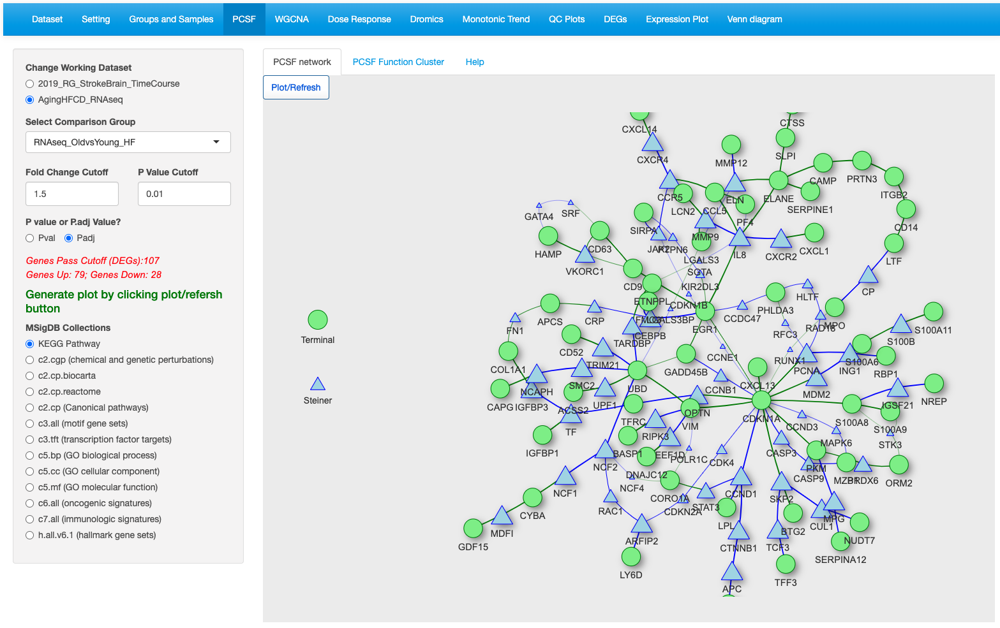 Dataset
Setting
Groups and Samples
PCSF
WGCNA
Dose Response
Dromics
Monotonic Trend
QC Plots
DEGs
Expression Plot
Venn diagram
Change Working Dataset
2019_RG_StrokeBrain_TimeCourse
AgingHFCD_RNAseq
Select Comparison Group
RNAseq_OldvsYoung_HF
Fold Change Cutoff
P Value Cutoff
1.5
0.01
P value or P.adj Value?
Pval
Padj
Genes Pass Cutoff (DEGs):107
Genes Up: 79; Genes Down: 28
Generate plot by clicking plot/refersh
button
MSigDB Collections
KEGG Pathway
c2.cgp (chemical and genetic perturbations)
c2.cp.biocarta
c2.cp.reactome
c2.cp (Canonical pathways)
c3.all (motif gene sets)
c3.tft (transcription factor targets)
c5.bp (GO biological process)
c5.cc (GO cellular component)
c5.mf (GO molecular function)
c6.all (oncogenic signatures)
c7.all (immunologic signatures)
h.all.v6.1 (hallmark gene sets)
PCSF network
PCSF Function Cluster
Help
Plot/Refresh
Terminal
Steiner
CTSS
CXCL14
SLPI
CXCR4
MMP12
PRTN3
CAMP
ITGB2
CCR5
ELN
ELANE
LCN2
CCL5
SERPINE1
SRF
GATA4
PF4
CD14
SIRPA
MMP9
JAK2
PTPN6
CD63
HAMP
IL8
CXCR2
CXCL1
LGALS3
LTF
VKORC1
SGTA
CD9
KIR2DL3
CP
HLTF
ETNPPL
CDKN1B
CCDC47
PHLDA3
APCS
CRP
LGALS3BP
MPO
RAD18
FN1
EGR1
S100A11
CEBPB
RFC3
S100B
TARDBP
CD52
CCNE1
TRIM21
RUNX1
S100A6
COL1A1
GADD45B
PCNA
ING1
RBP1
SMC2
CXCL13
UBD
CCNB1
NCAPH
MDM2
CAPG
IGFBP3
ACSS2
UPF1
IGSF21
NREP
OPTN
CDKN1A
TFRC
VIM
S100A8
CCND3
TF
S100A9
RIPK3
MAPK6
STK3
IGFBP1
CASP3
BASP1
EEF1D
POLR1C
CDK4
NCF2
PKM
DNAJC12
CASP9
MZB1
PRDX6
ORM2
NCF4
NCF1
CORO1A
CCND1
SKP2
STAT3
RAC1
CDKN2A
CYBA
MPG
LPL
CUL1
MDFI
BTG2
NUDT7
ARFIP2
GDF15
CTNNB1
TCF3
SERPINA12
LY6D
TFF3
APC